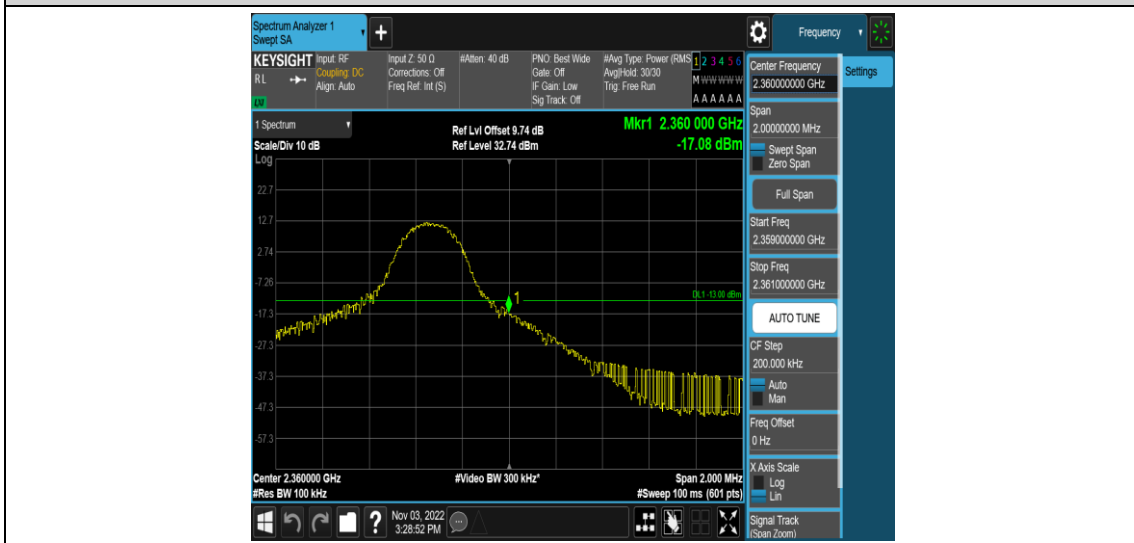 Spectrum Analyzer 1
Swept SA
+
Frequency
KEYSIGHT
RL
LM
Input: RF
Coupling: DC
Align: Auto
Input Z: 50 Ω
Corrections: Off
Freq Ref: Int (S)
#Atten: 40 dB
PNO: Best Wide
Gate: Off
IF Gain: Low
Sig Track: Off
#Avg Type: Power (RMS
Avg|Hold: 30/30
Trig: Free Run
1 2 3 4 5 6
M W W W W W
A A A A A A
1 Spectrum
Scale/Div 10 dB
Ref Lvl Offset 9.74 dB
Ref Level 32.74 dBm
Mkr1 2.360 000 GHz
-17.08 dBm
Log
22.7
12.7
2.74
-7.26
-17.3
-27.3
-37.3
-47.3
-57.3
DL1 -13.00 dBm
1
Center 2.360000 GHz
#Res BW 100 kHz
#Video BW 300 kHz*
Span 2.000 MHz
#Sweep 100 ms (601 pts)
?
Nov 03, 2022
3:28:52 PM
Settings
Center Frequency
2.360000000 GHz
Span
2.00000000 MHz
Swept Span
Zero Span
Full Span
Start Freq
2.359000000 GHz
Stop Freq
2.361000000 GHz
AUTO TUNE
CF Step
200.000 kHz
Auto
Man
Freq Offset
0 Hz
X Axis Scale
Log
Lin
Signal Track
(Span Zoom)